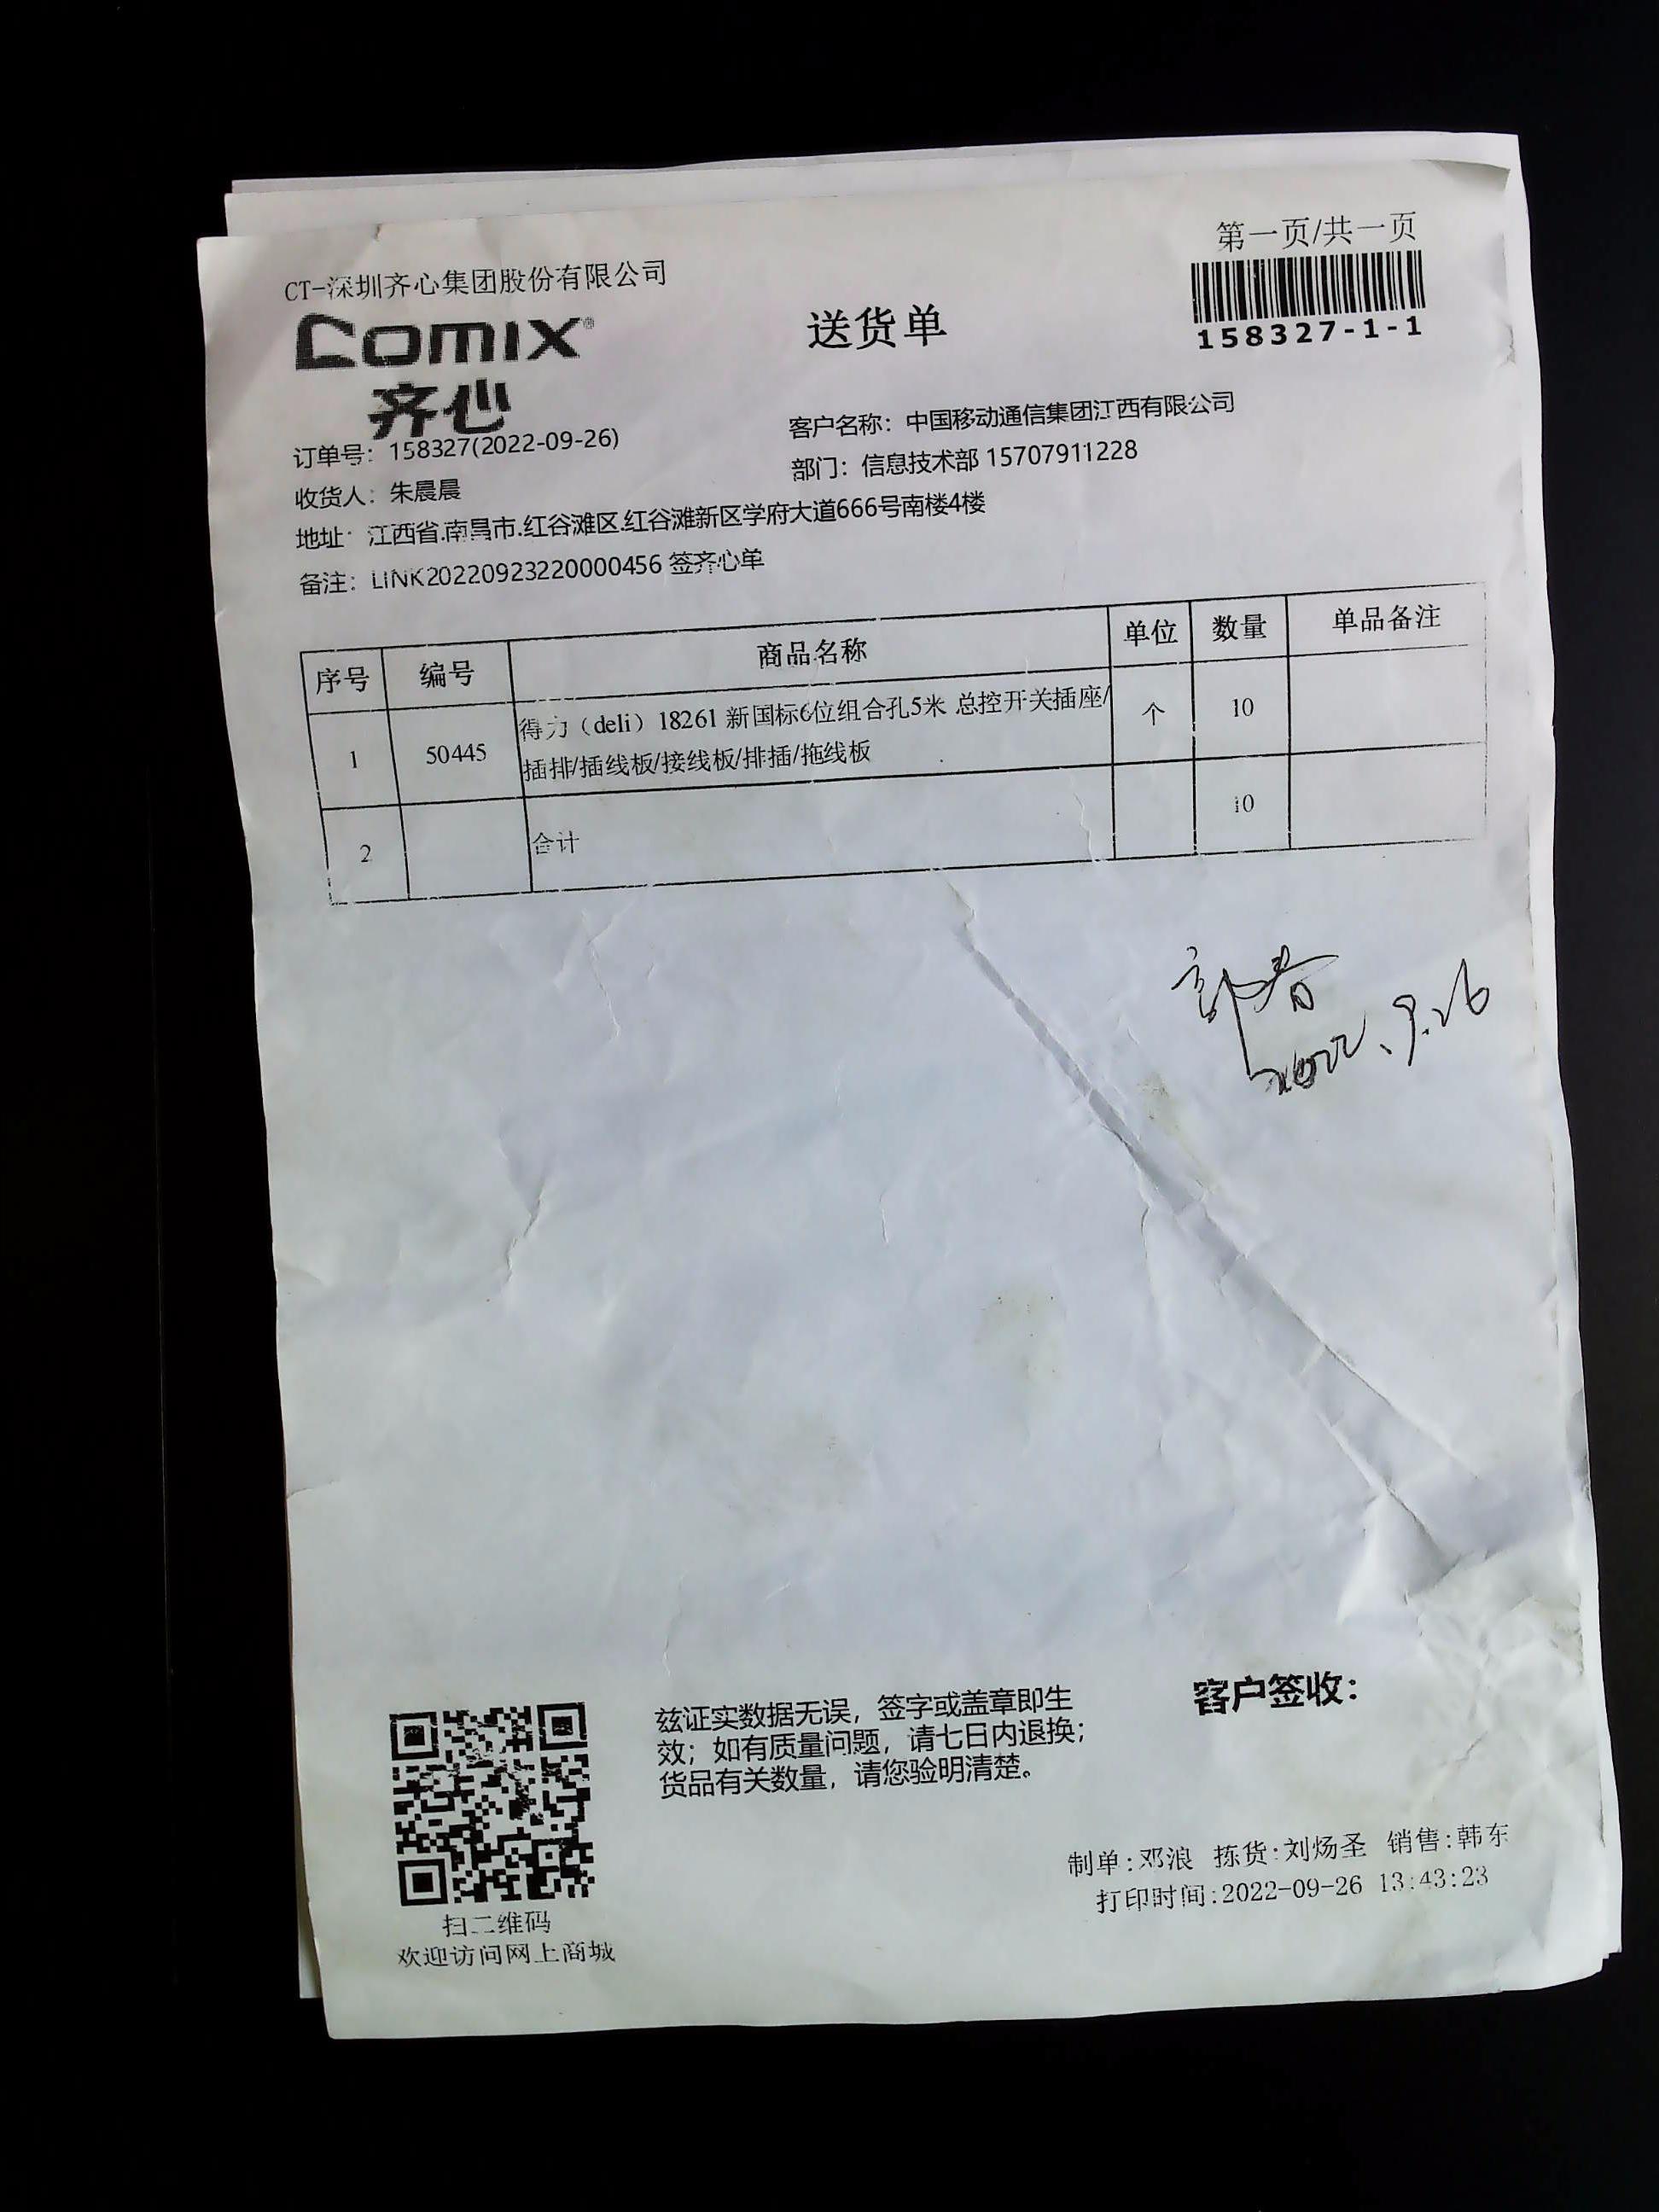 第一页/共一页
CT-深圳齐心集团股份有限公司
COMIX®
齐心
送货单
158327-1-1
订单号：158327(2022-09-26)
客户名称：中国移动通信集团江西有限公司
收货人：朱晨晨
部门：信息技术部 15707911228
地址：江西省.南昌市.红谷滩区.红谷滩新区学府大道666号南楼4楼
备注：LINK20220923220000456 签齐心单
序号 编号 商品名称 单位 数量 单品备注
1 50445 得力（deli）18261 新国标6位组合孔5米 总控开关插座/ 个 10
插排/插线板/接线板/排插/拖线板
2 合计 10
2022.9.26
兹证实数据无误，签字或盖章即生
效；如有质量问题，请七日内退换；
货品有关数量，请您验明清楚。
客户签收：
制单:邓浪 拣货:刘炀圣 销售:韩东
打印时间:2022-09-26 13:43:23
扫二维码
欢迎访问网上商城